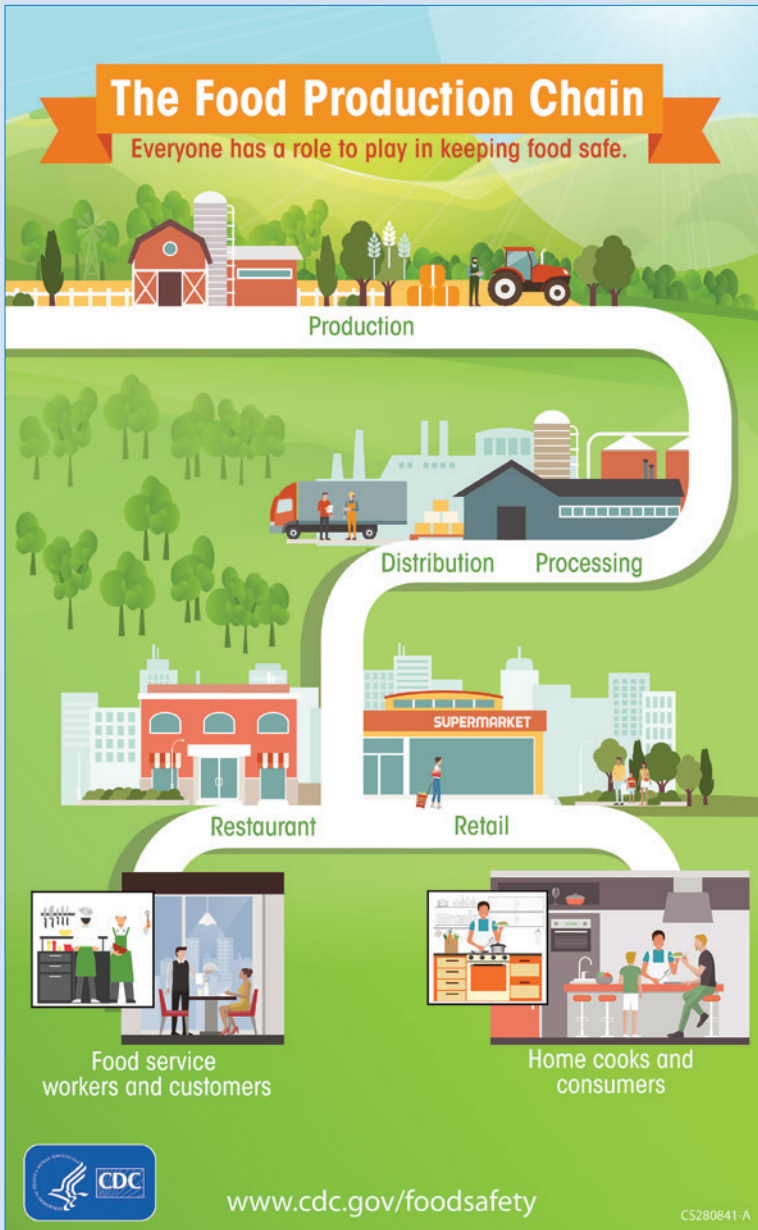 The Food Production Chain
Everyone has a role to play in keeping food safe.
Production
Distribution
Processing
SUPERMARKET
Restaurant
Retail
Food service
workers and customers
Home cooks and
consumers
CDC
www.cdc.gov/foodsafety
CS280841-A